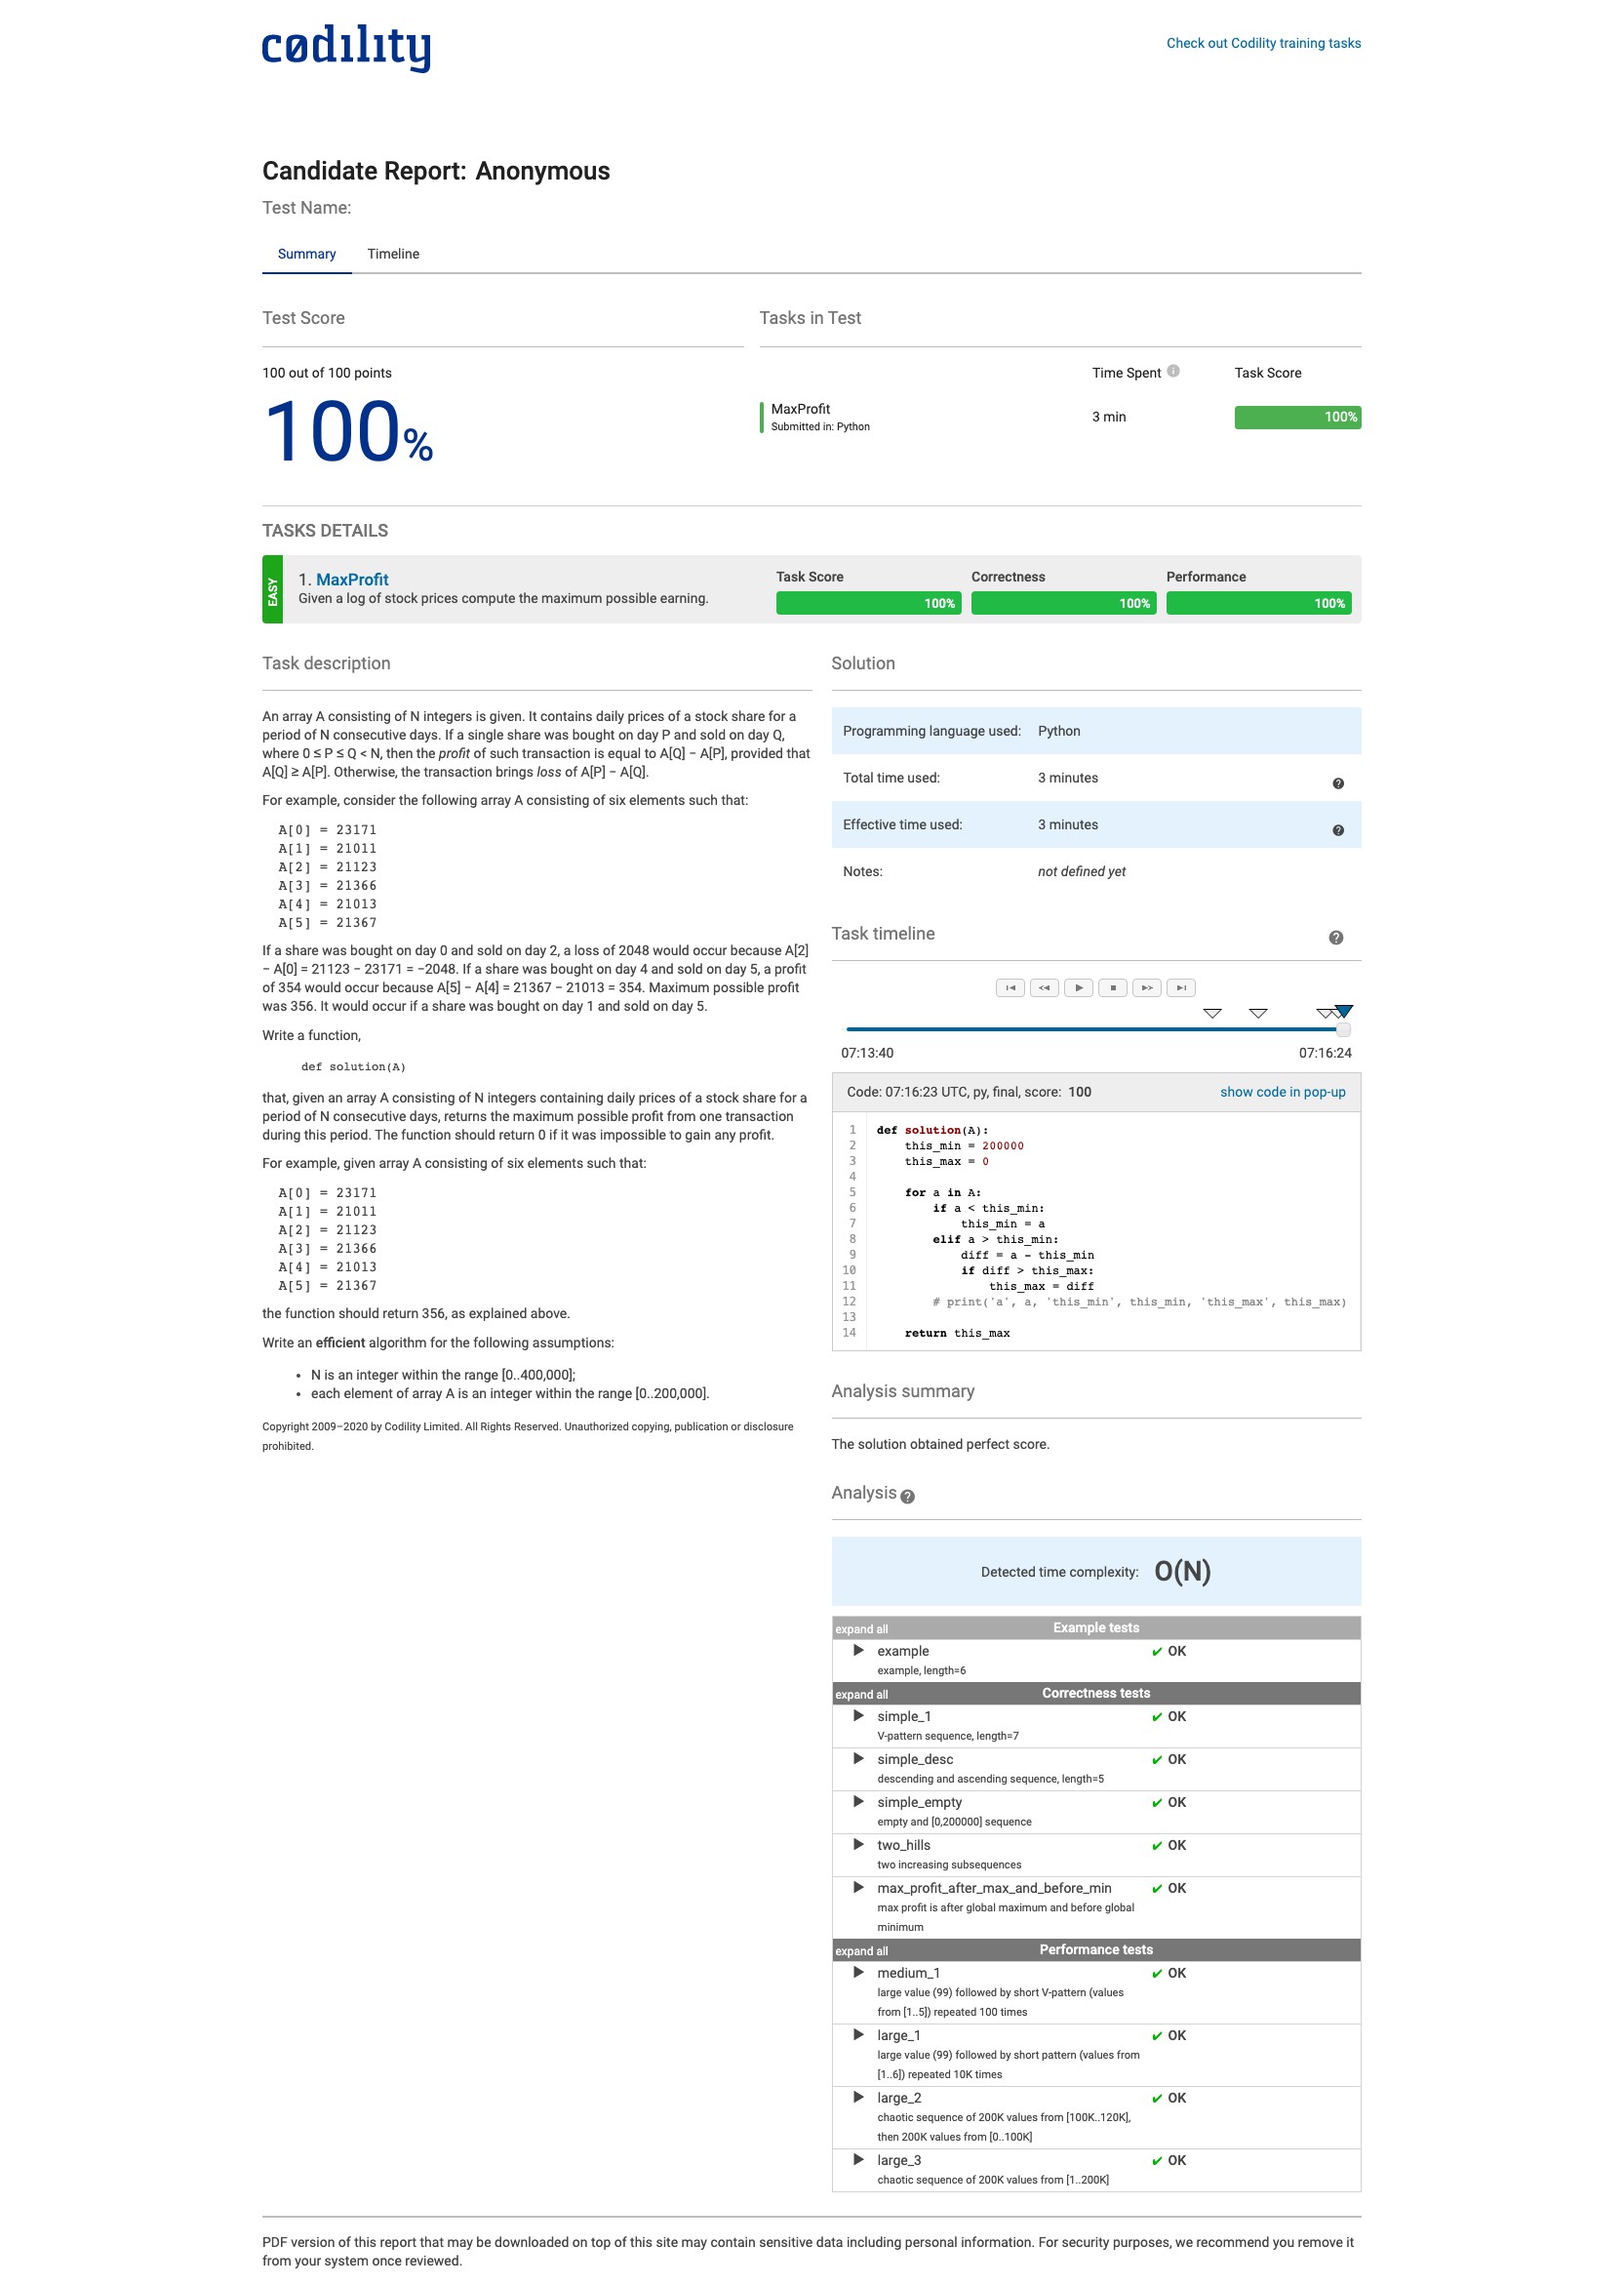 cødılıty
Check out Codility training tasks
Candidate Report: Anonymous
Test Name:
Summary Timeline
Test Score
Tasks in Test
100 out of 100 points
100%
Time Spent
Task Score
MaxProfit
Submitted in: Python
3 min
100%
TASKS DETAILS
EASY
1. MaxProfit
Given a log of stock prices compute the maximum possible earning.
Task Score
100%
Correctness
100%
Performance
100%
Task description
An array A consisting of N integers is given. It contains daily prices of a stock share for a
period of N consecutive days. If a single share was bought on day P and sold on day Q,
where 0 ≤ P ≤ Q < N, then the profit of such transaction is equal to A[Q] − A[P], provided that
A[Q] ≥ A[P]. Otherwise, the transaction brings loss of A[P] − A[Q].
For example, consider the following array A consisting of six elements such that:
A[0] = 23171
A[1] = 21011
A[2] = 21123
A[3] = 21366
A[4] = 21013
A[5] = 21367
If a share was bought on day 0 and sold on day 2, a loss of 2048 would occur because A[2]
− A[0] = 21123 − 23171 = −2048. If a share was bought on day 4 and sold on day 5, a profit
of 354 would occur because A[5] − A[4] = 21367 − 21013 = 354. Maximum possible profit
was 356. It would occur if a share was bought on day 1 and sold on day 5.
Write a function,
def solution(A)
that, given an array A consisting of N integers containing daily prices of a stock share for a
period of N consecutive days, returns the maximum possible profit from one transaction
during this period. The function should return 0 if it was impossible to gain any profit.
For example, given array A consisting of six elements such that:
A[0] = 23171
A[1] = 21011
A[2] = 21123
A[3] = 21366
A[4] = 21013
A[5] = 21367
the function should return 356, as explained above.
Write an efficient algorithm for the following assumptions:
• N is an integer within the range [0..400,000];
• each element of array A is an integer within the range [0..200,000].
Copyright 2009–2020 by Codility Limited. All Rights Reserved. Unauthorized copying, publication or disclosure
prohibited.
Solution
Programming language used: Python
Total time used: 3 minutes
Effective time used: 3 minutes
Notes: not defined yet
Task timeline
07:13:40
07:16:24
Code: 07:16:23 UTC, py, final, score: 100
show code in pop-up
1 def solution(A):
2 this_min = 200000
3 this_max = 0
4
5 for a in A:
6 if a < this_min:
7 this_min = a
8 elif a > this_min:
9 diff = a - this_min
10 if diff > this_max:
11 this_max = diff
12 # print('a', a, 'this_min', this_min, 'this_max', this_max)
13
14 return this_max
Analysis summary
The solution obtained perfect score.
Analysis
Detected time complexity: O(N)
expand all Example tests
example ✔ OK
example, length=6
expand all Correctness tests
simple_1 ✔ OK
V-pattern sequence, length=7
simple_desc ✔ OK
descending and ascending sequence, length=5
simple_empty ✔ OK
empty and [0,200000] sequence
two_hills ✔ OK
two increasing subsequences
max_profit_after_max_and_before_min ✔ OK
max profit is after global maximum and before global
minimum
expand all Performance tests
medium_1 ✔ OK
large value (99) followed by short V-pattern (values
from [1..5]) repeated 100 times
large_1 ✔ OK
large value (99) followed by short pattern (values from
[1..6]) repeated 10K times
large_2 ✔ OK
chaotic sequence of 200K values from [100K..120K],
then 200K values from [0..100K]
large_3 ✔ OK
chaotic sequence of 200K values from [1..200K]
PDF version of this report that may be downloaded on top of this site may contain sensitive data including personal information. For security purposes, we recommend you remove it
from your system once reviewed.